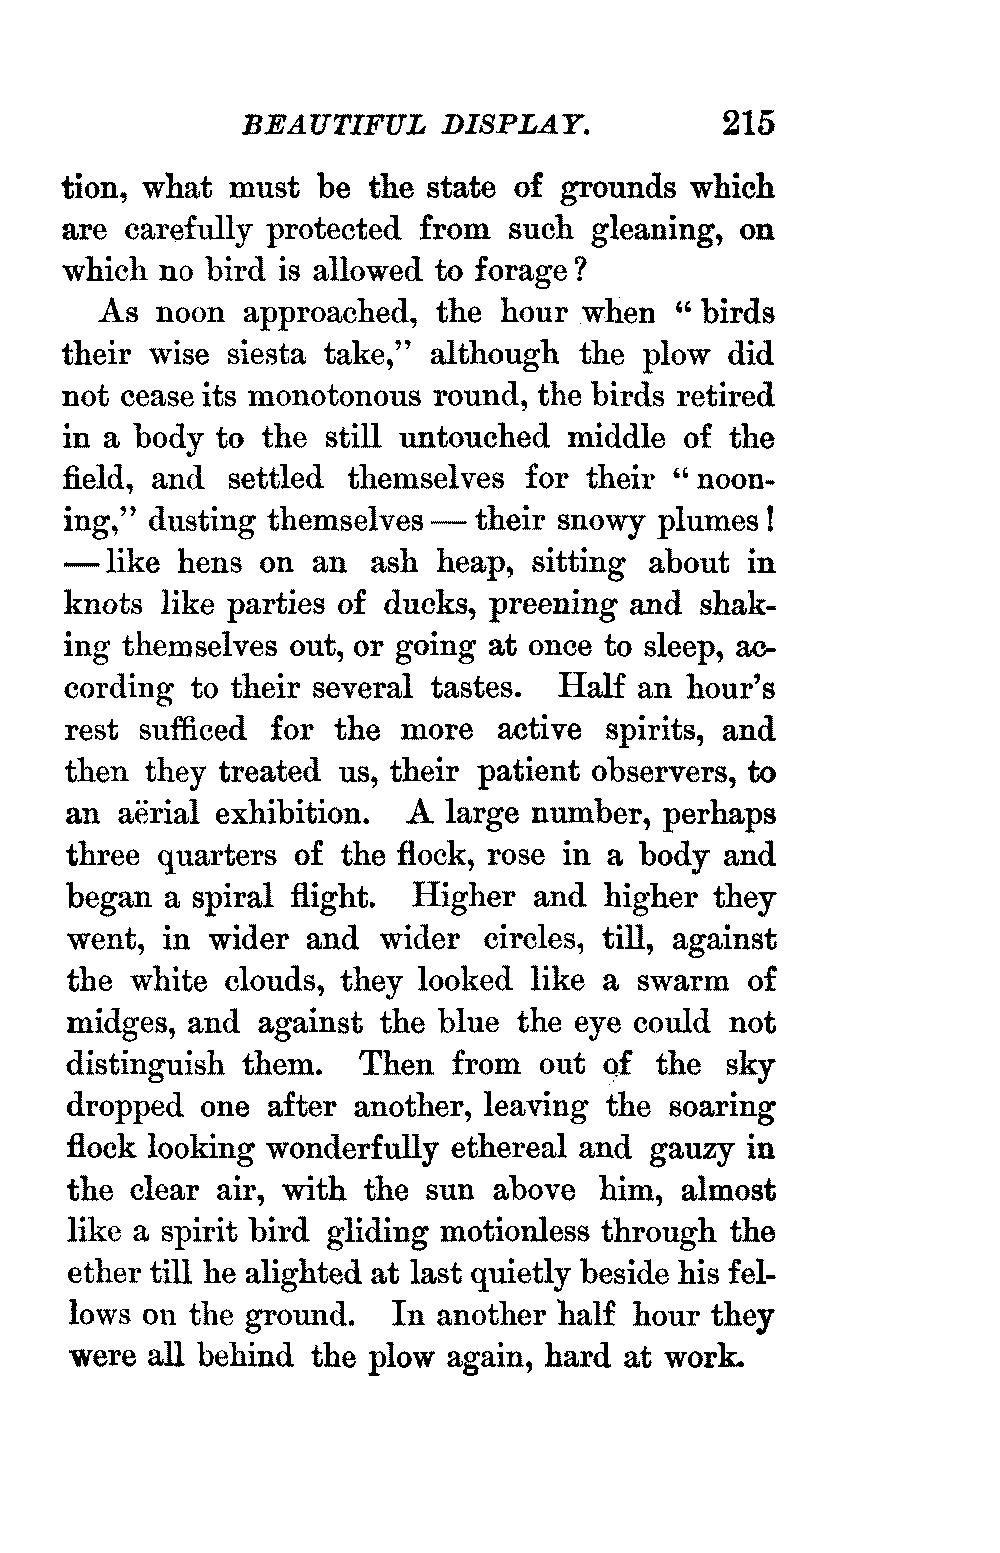 BEAUTIFUL DISPLAY. 215
tion, what must be the state of grounds which
are carefully protected from such gleaning, on
which no bird is allowed to forage?
As noon approached, the hour when "birds
their wise siesta take," although the plow did
not cease its monotonous round, the birds retired
in a body to the still untouched middle of the
field, and settled themselves for their "noon-
ing," dusting themselves — their snowy plumes!
— like hens on an ash heap, sitting about in
knots like parties of ducks, preening and shak-
ing themselves out, or going at once to sleep, ac-
cording to their several tastes. Half an hour's
rest sufficed for the more active spirits, and
then they treated us, their patient observers, to
an aërial exhibition. A large number, perhaps
three quarters of the flock, rose in a body and
began a spiral flight. Higher and higher they
went, in wider and wider circles, till, against
the white clouds, they looked like a swarm of
midges, and against the blue the eye could not
distinguish them. Then from out of the sky
dropped one after another, leaving the soaring
flock looking wonderfully ethereal and gauzy in
the clear air, with the sun above him, almost
like a spirit bird gliding motionless through the
ether till he alighted at last quietly beside his fel-
lows on the ground. In another half hour they
were all behind the plow again, hard at work.